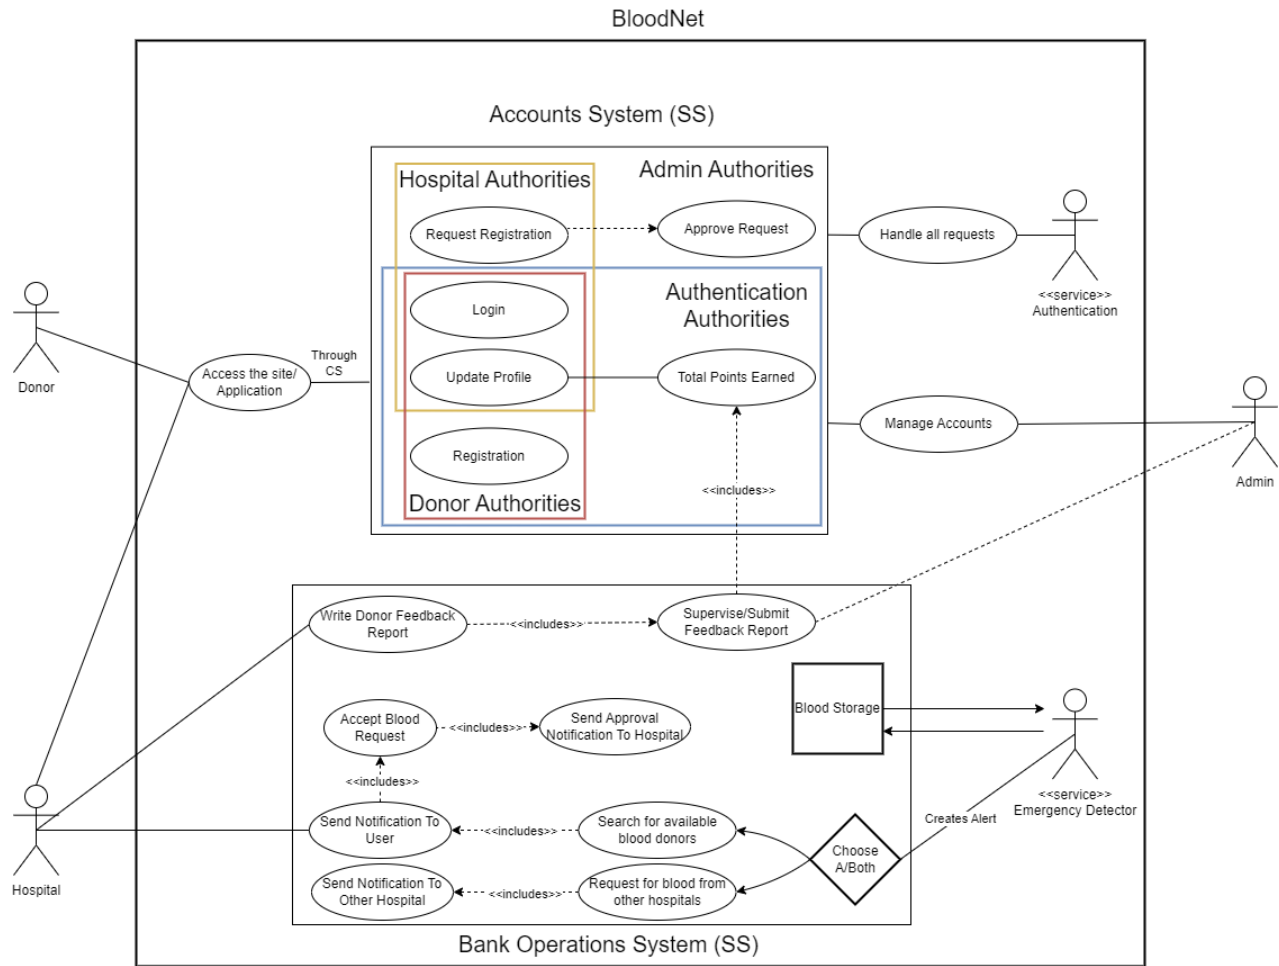 BloodNet
Accounts System (SS)
Hospital Authorities
Admin Authorities
Request Registration
Approve Request
Handle all requests
<<service>>
Authentication
Login
Authentication
Authorities
Donor
Access the site/
Application
Through
CS
Update Profile
Total Points Earned
Manage Accounts
Admin
Registration
Donor Authorities
<<includes>>
Write Donor Feedback
Report
<<includes>>
Supervise/Submit
Feedback Report
Blood Storage
Accept Blood
Request
<<includes>>
Send Approval
Notification To Hospital
<<includes>>
<<service>>
Emergency Detector
Creates Alert
Send Notification To
User
<<includes>>
Search for available
blood donors
Choose
A/Both
Hospital
Send Notification To
Other Hospital
<<includes>>
Request for blood from
other hospitals
Bank Operations System (SS)